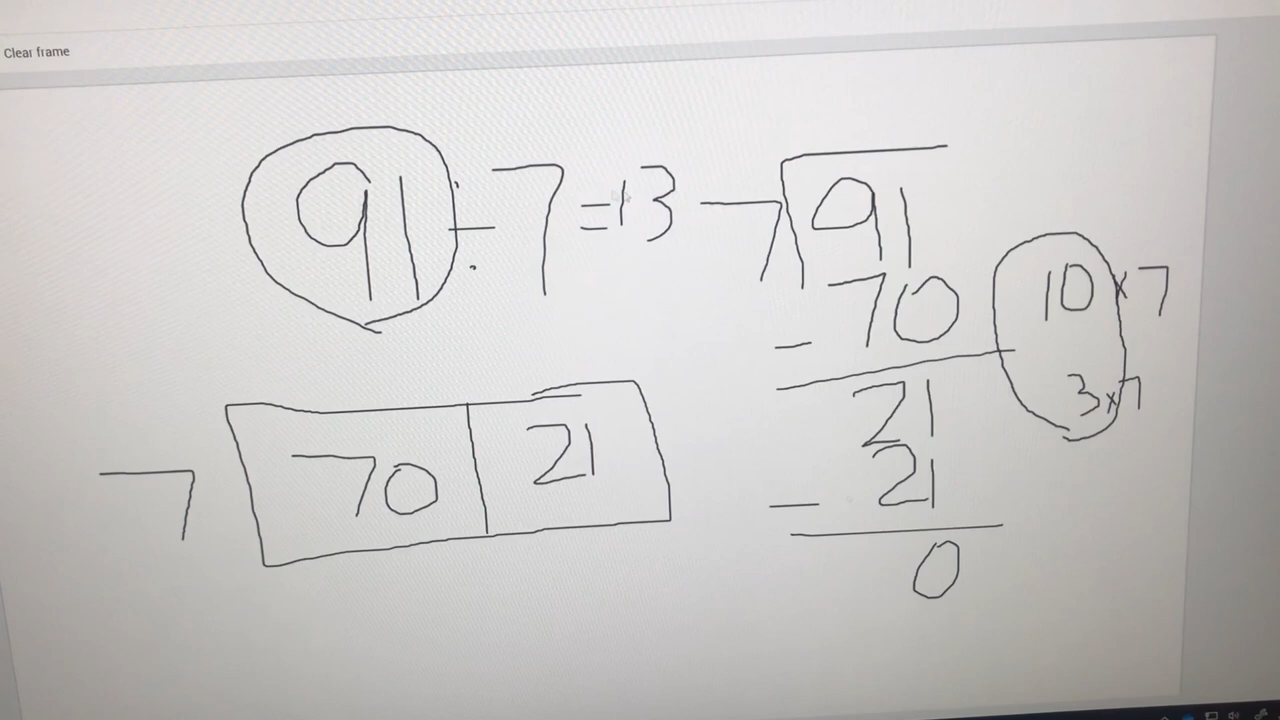 Clear frame
91 ÷ 7 = 13
7 91
- 70 10 x 7
21 3 x 7
- 21
0
7 70 21